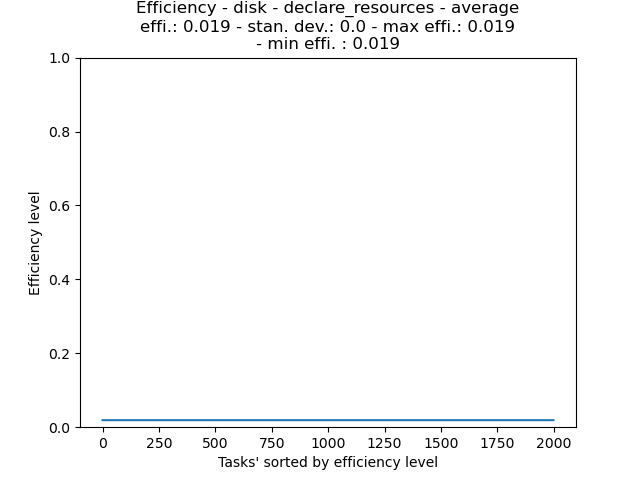 Efficiency - disk - declare_resources - average
effi.: 0.019 - stan. dev.: 0.0 - max effi.: 0.019
- min effi. : 0.019
1.0
0.8
0.6
0.4
0.2
0.0
Efficiency level
0 250 500 750 1000 1250 1500 1750 2000
Tasks' sorted by efficiency level